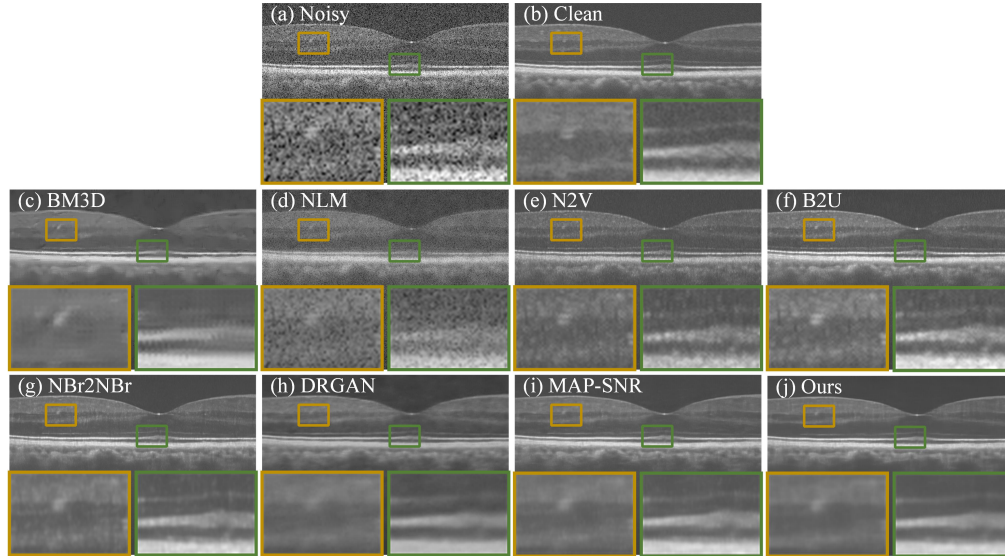 (a) Noisy
(b) Clean
(c) BM3D
(d) NLM
(e) N2V
(f) B2U
(g) NBr2NBr
(h) DRGAN
(i) MAP-SNR
(j) Ours